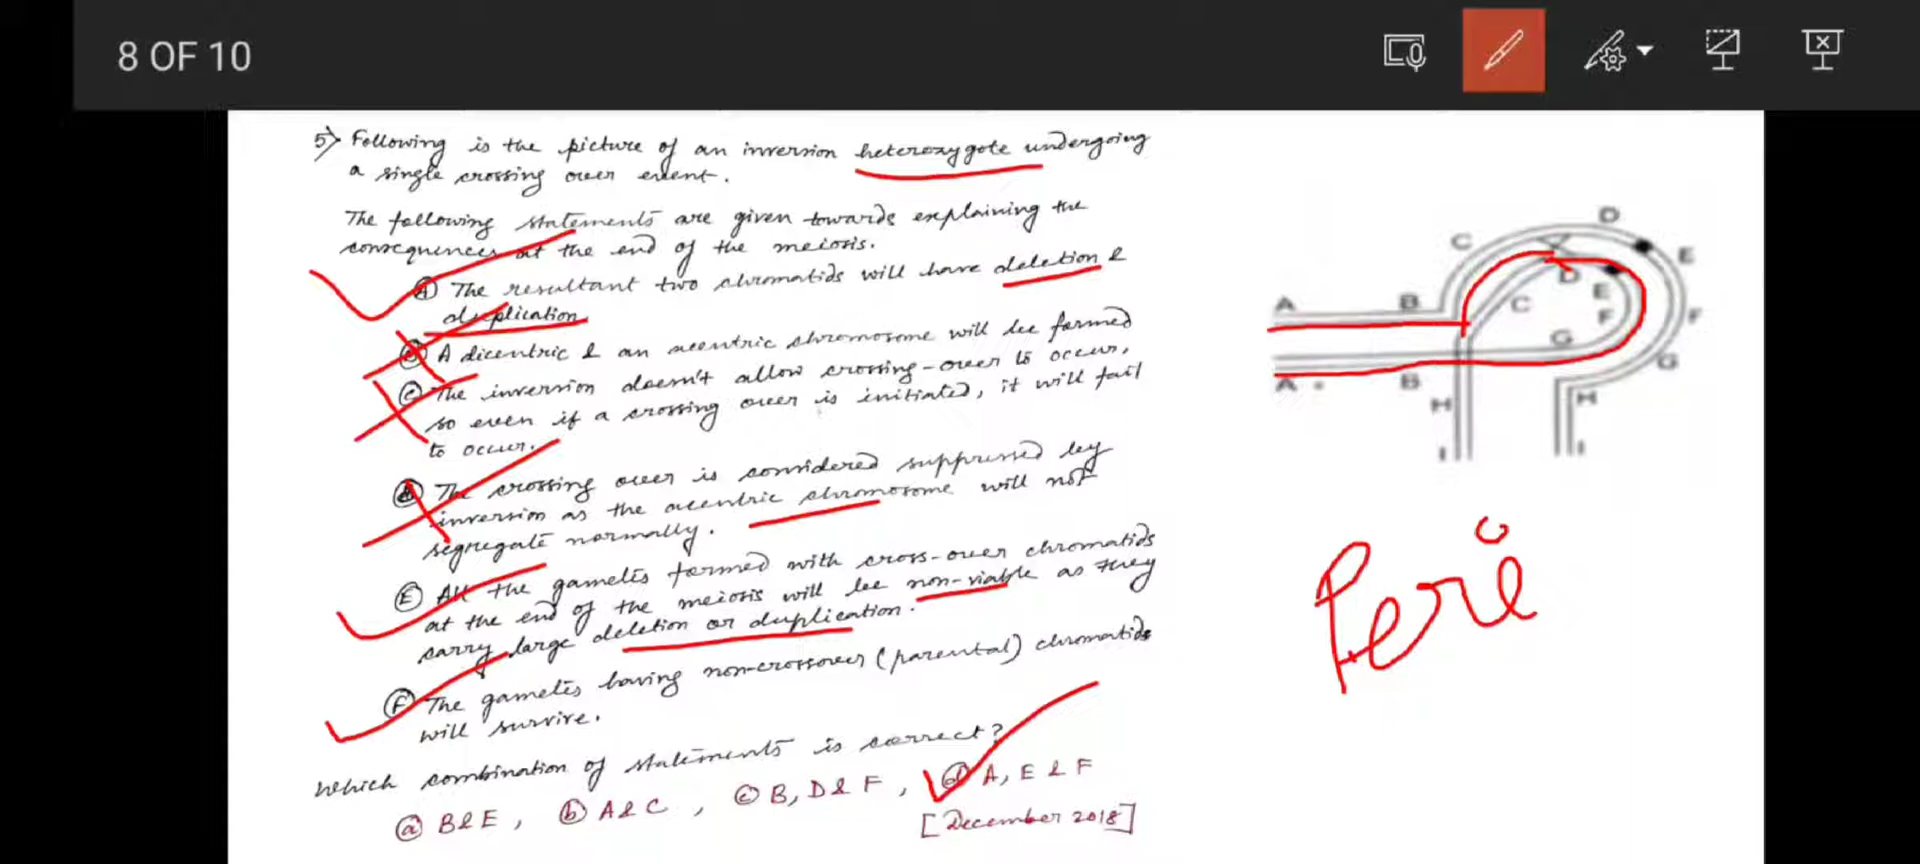 8 OF 10
5) Following is the picture of an inversion heterozygote undergoing
a single crossing over event.
The following statements are given towards explaining the
consequences at the end of the meiosis.
(A) The resultant two chromatids will have deletion &
duplication.
(B) A dicentric & an acentric chromosome will be formed
(C) The inversion doesn't allow crossing-over to occur,
so even if a crossing over is initiated, it will fail
to occur.
(D) The crossing over is considered suppressed by
inversion as the acentric chromosome will not
segregate normally.
(E) All the gametes formed with cross-over chromatids
at the end of the meiosis will be non-viable as they
carry large deletion or duplication.
(F) The gametes having non-crossover (parental) chromatids
will survive.
Which combination of statements is correct?
(a) B & E, (b) A & C, (c) B, D & F, (d) A, E & F
[December 2018]
D
C
E
D
E
A B C
F F
G
G
A B
H H
I I
Peri